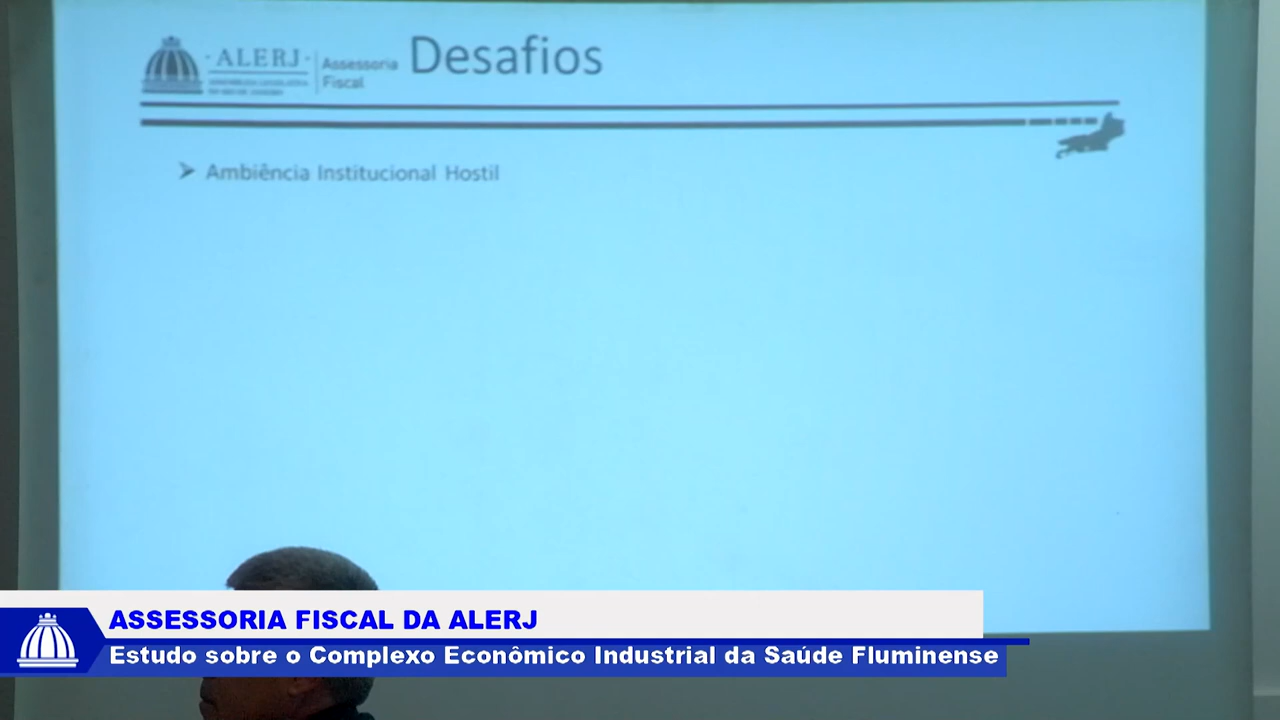 · ALERJ ·
Assessoria
Fiscal
Desafios
➤ Ambiência Institucional Hostil
ASSESSORIA FISCAL DA ALERJ
Estudo sobre o Complexo Econômico Industrial da Saúde Fluminense